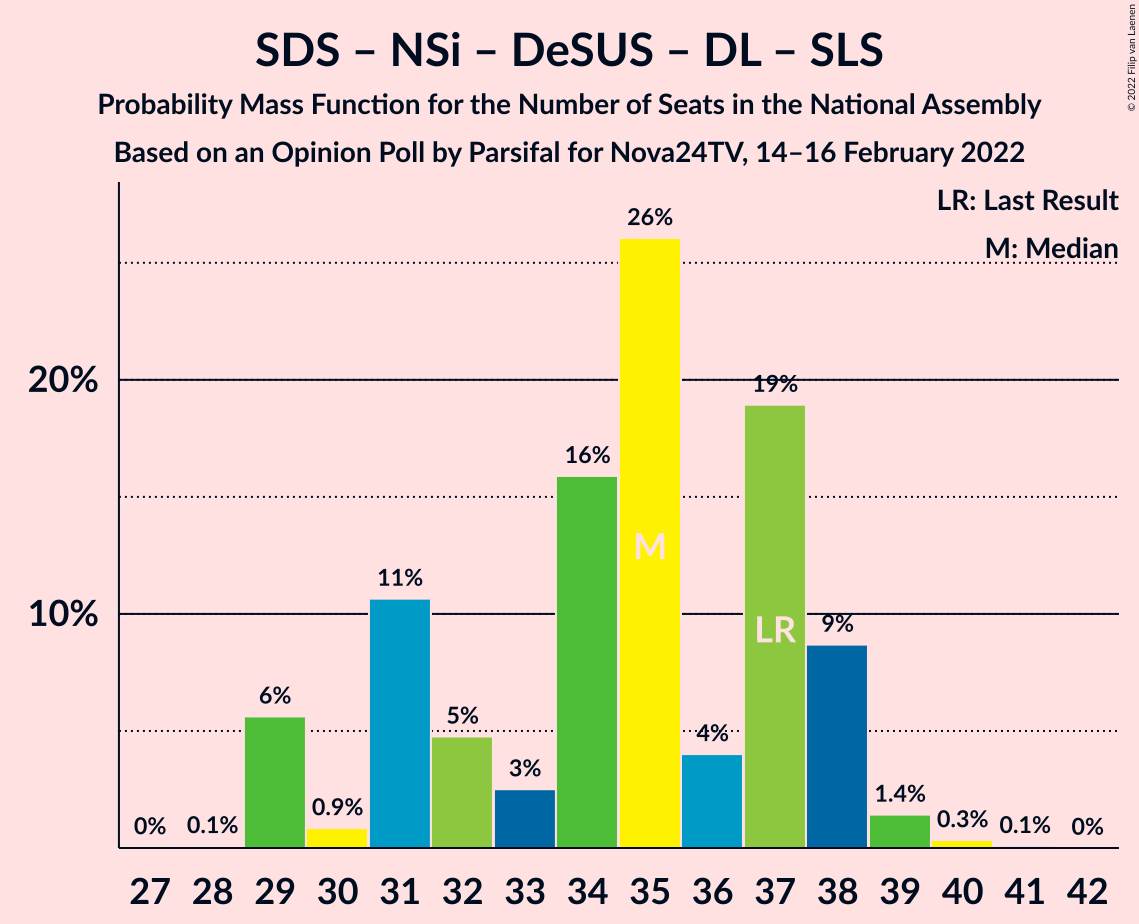 SDS – NSi – DeSUS – DL – SLS
Probability Mass Function for the Number of Seats in the National Assembly
Based on an Opinion Poll by Parsifal for Nova24TV, 14–16 February 2022
© 2022 Filip van Laenen
LR: Last Result
M: Median
20%
10%
0%
0.1%
6%
0.9%
11%
5%
3%
16%
26%
4%
19%
9%
1.4%
0.3%
0.1%
0%
M
LR
27 28 29 30 31 32 33 34 35 36 37 38 39 40 41 42